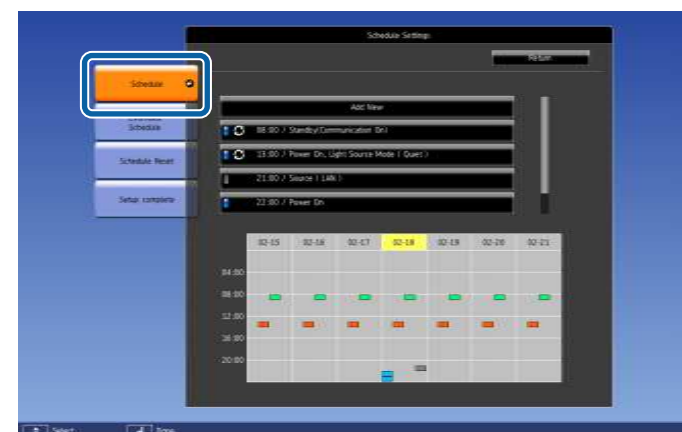 Schedule Settings
Return
Schedule
Add New
Schedule
08:00 / Standby(Communication On)
Schedule Reset
13:00 / Power On, Light Source Mode ( Quiet )
21:00 / Source ( LAN )
Setup complete
22:00 / Power On
02-15 02-16 02-17 02-18 02-19 02-20 02-21
04:00
08:00
12:00
16:00
20:00
Select